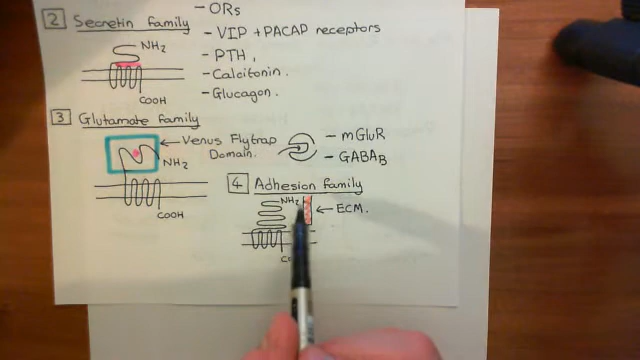 - ORs
2 Secretin family
- VIP + PACAP receptors
NH2
- PTH,
- Calcitonin.
- Glucagon.
COOH
3 Glutamate family
Venus Flytrap
Domain.
- mGluR
- GABAB
NH2
COOH
4 Adhesion family
NH2
ECM.